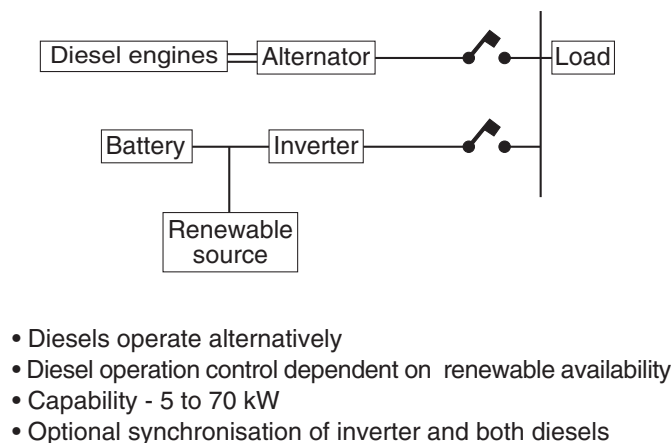 Diesel engines
Alternator
Load
Battery
Inverter
Renewable
source
• Diesels operate alternatively
• Diesel operation control dependent on renewable availability
• Capability - 5 to 70 kW
• Optional synchronisation of inverter and both diesels